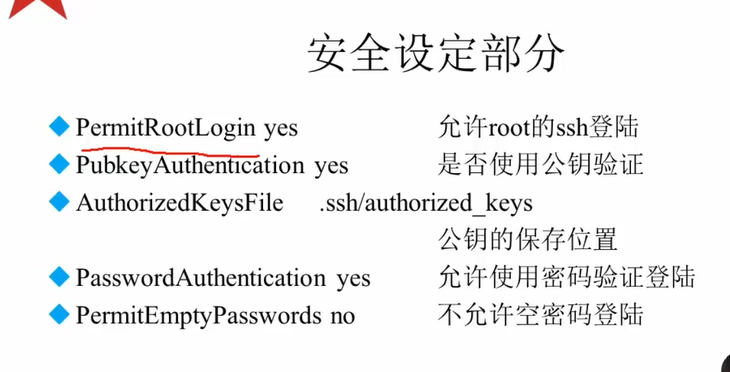 安全设定部分
PermitRootLogin yes 允许root的ssh登陆
PubkeyAuthentication yes 是否使用公钥验证
AuthorizedKeysFile .ssh/authorized_keys
公钥的保存位置
PasswordAuthentication yes 允许使用密码验证登陆
PermitEmptyPasswords no 不允许空密码登陆